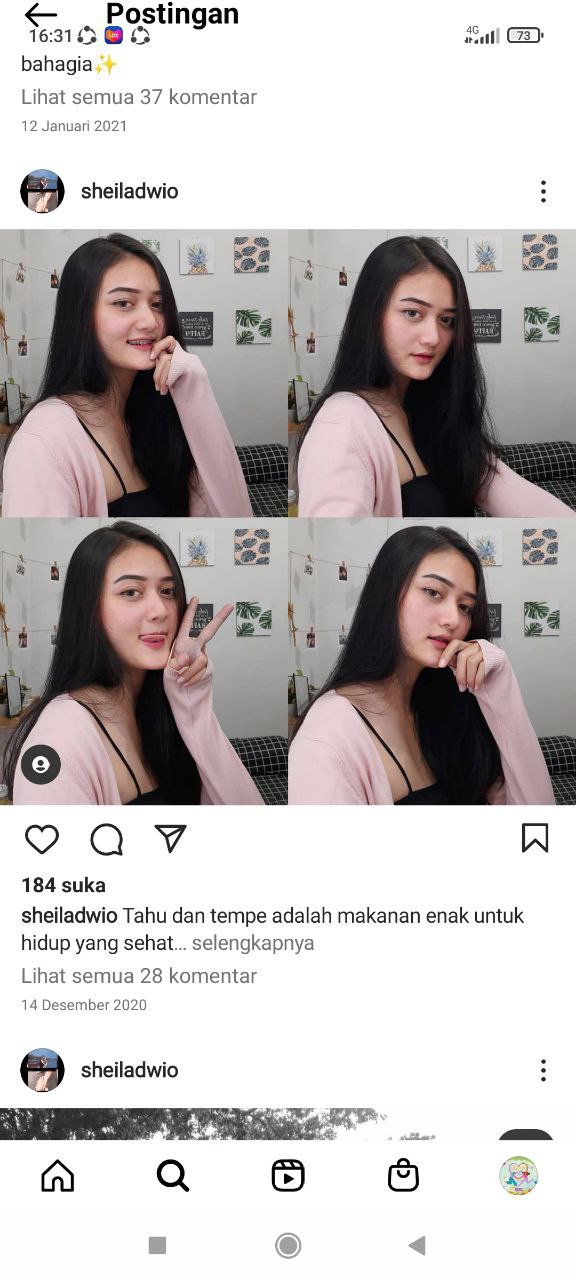 Postingan
16:31
4G
73
bahagia✨
Lihat semua 37 komentar
12 Januari 2021
sheiladwio
184 suka
sheiladwio Tahu dan tempe adalah makanan enak untuk
hidup yang sehat... selengkapnya
Lihat semua 28 komentar
14 Desember 2020
sheiladwio